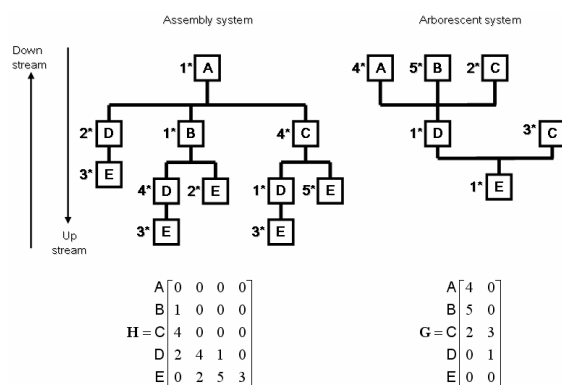 Assembly system
Arborescent system
Down
stream
Up
stream
1* A
2* D 1* B 4* C
3* E 4* D 2* E 1* D 5* E
3* E 3* E
4* A 5* B 2* C
1* D 3* C
1* E
A 0 0 0 0
B 1 0 0 0
H = C 4 0 0 0
D 2 4 1 0
E 0 2 5 3
A 4 0
B 5 0
G = C 2 3
D 0 1
E 0 0